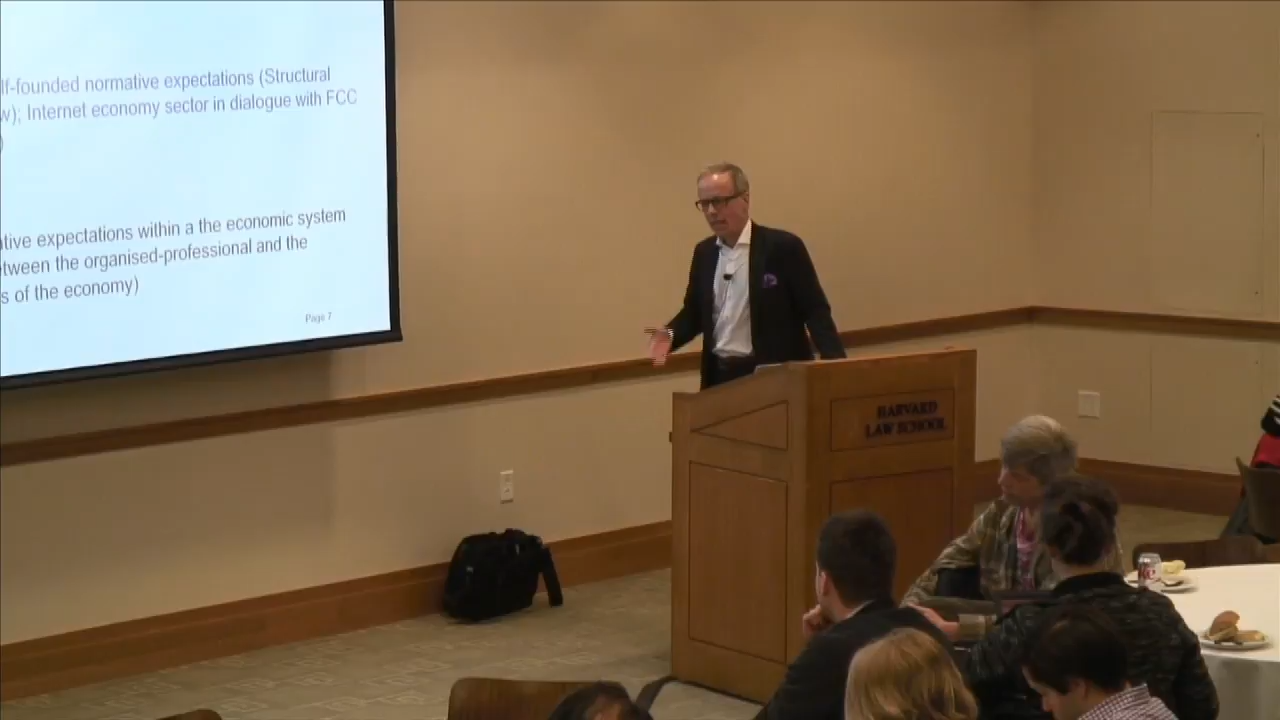 lf-founded normative expectations (Structural
w); Internet economy sector in dialogue with FCC
)
tive expectations within a the economic system
tween the organised-professional and the
s of the economy)
Page 7
HARVARD
LAW SCHOOL